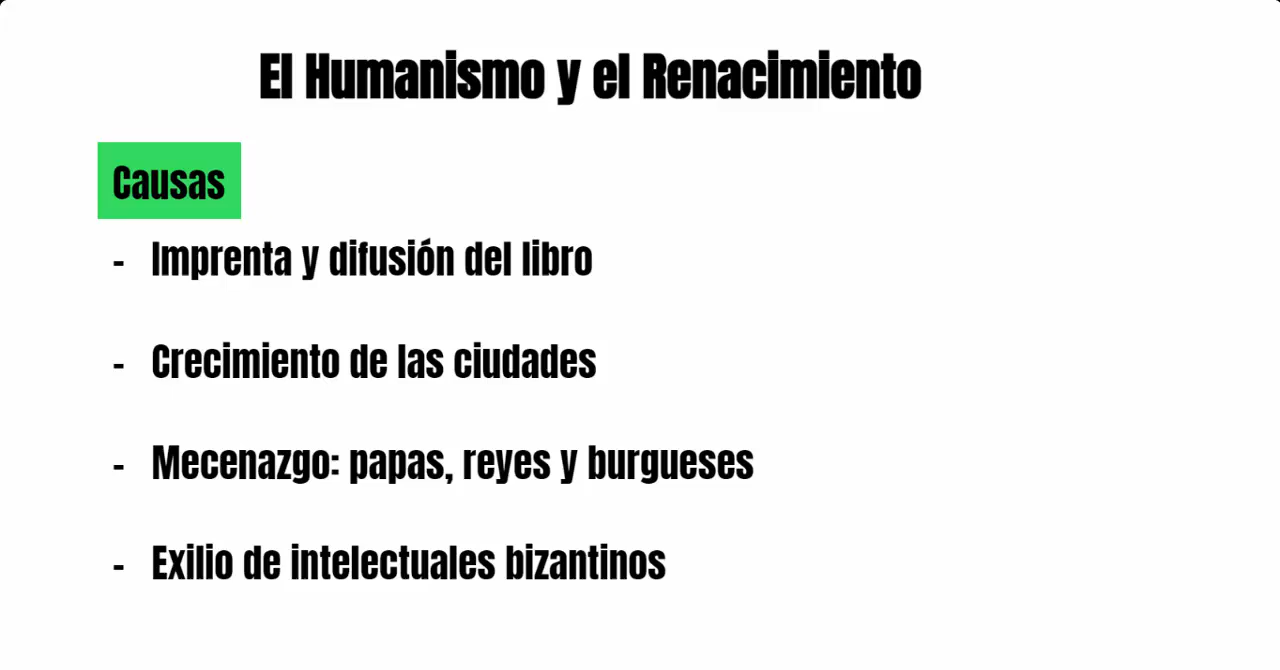 El Humanismo y el Renacimiento
Causas
- Imprenta y difusión del libro
- Crecimiento de las ciudades
- Mecenazgo: papas, reyes y burgueses
- Exilio de intelectuales bizantinos